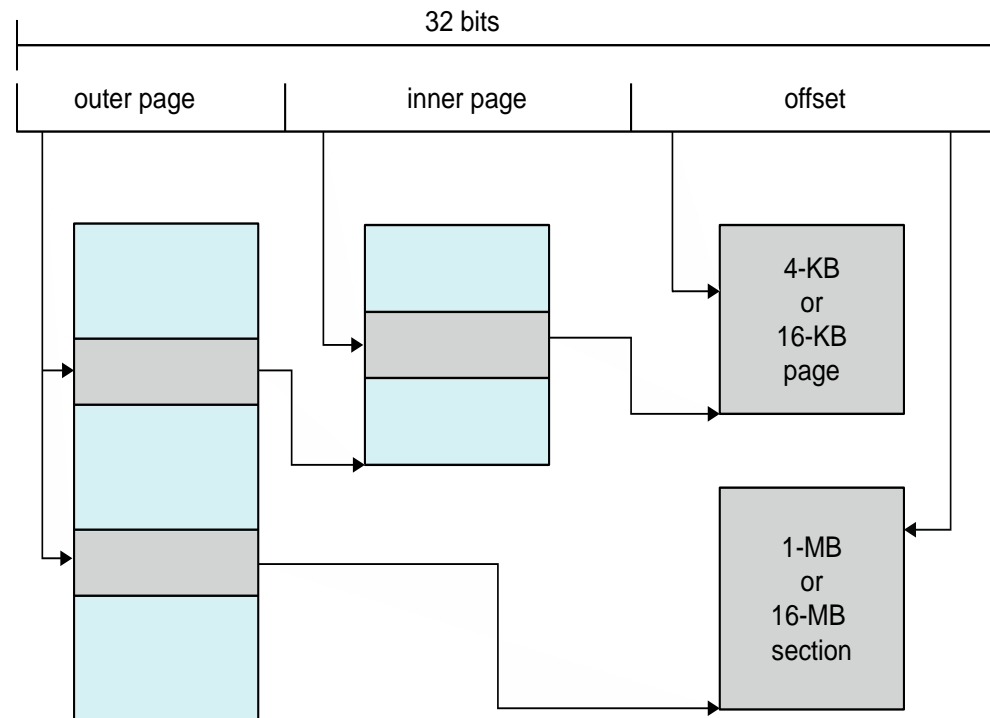 32 bits
outer page
inner page
offset
4-KB
or
16-KB
page
1-MB
or
16-MB
section